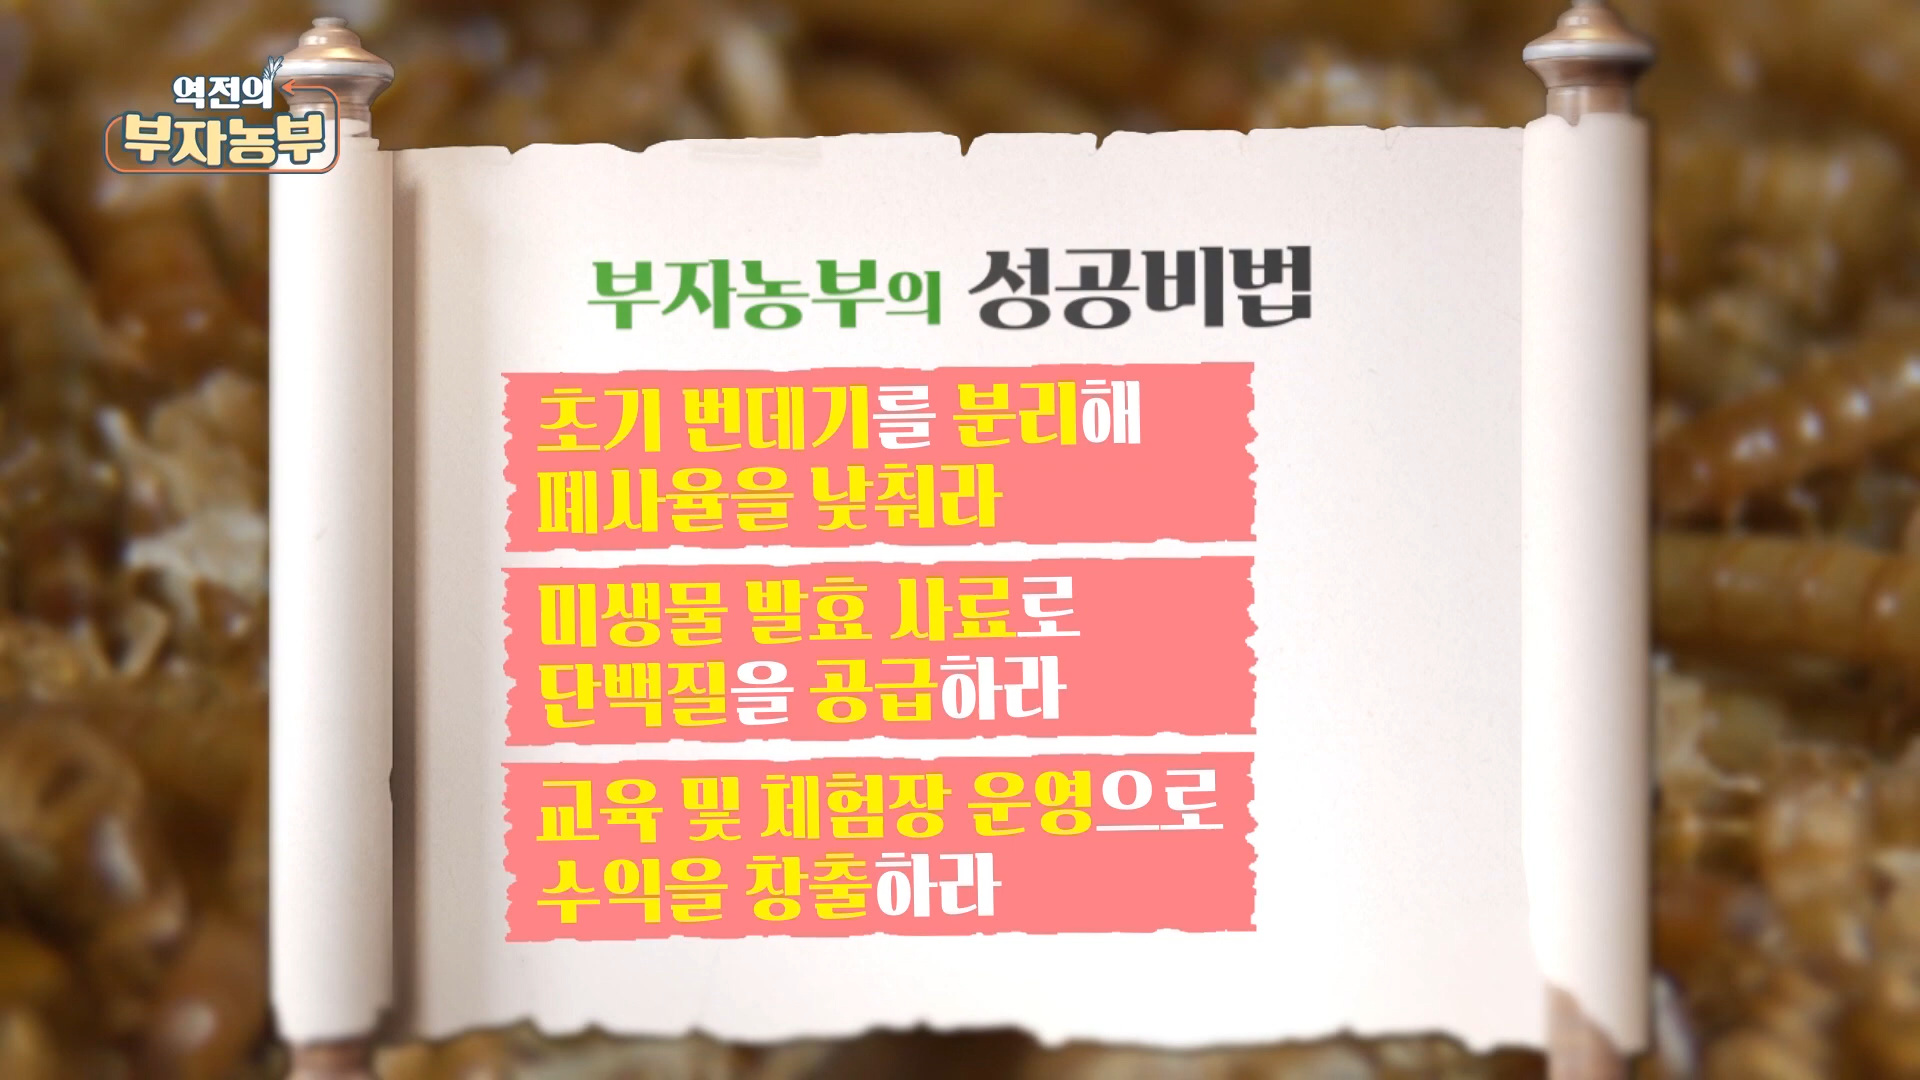 역전의
부자농부
부자농부의 성공비법
초기 번데기를 분리해
폐사율을 낮춰라
미생물 발효 사료로
단백질을 공급하라
교육 및 체험장 운영으로
수익을 창출하라